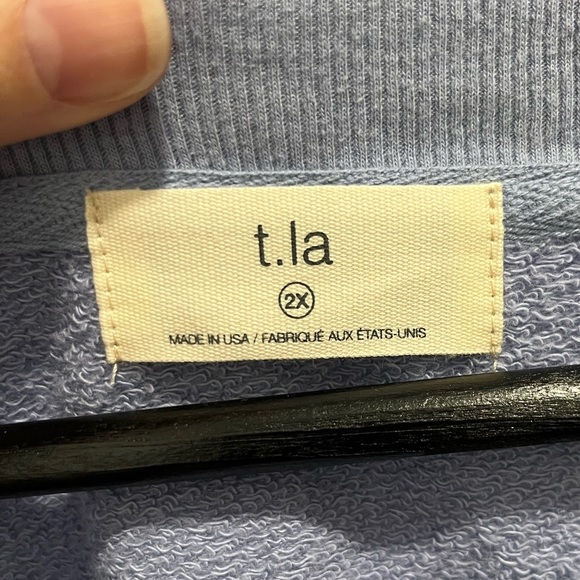 t.la
2X
MADE IN USA / FABRIQUÉ AUX ÉTATS-UNIS